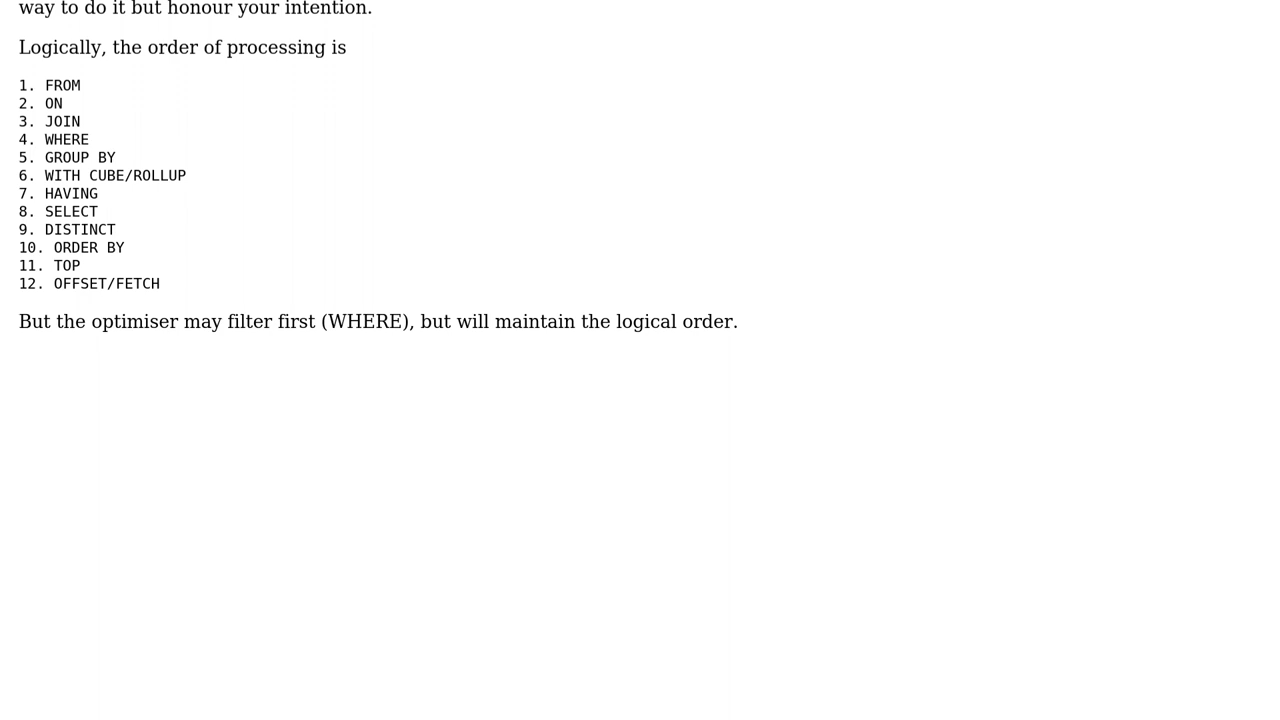 way to do it but honour your intention.
Logically, the order of processing is
1. FROM
2. ON
3. JOIN
4. WHERE
5. GROUP BY
6. WITH CUBE/ROLLUP
7. HAVING
8. SELECT
9. DISTINCT
10. ORDER BY
11. TOP
12. OFFSET/FETCH
But the optimiser may filter first (WHERE), but will maintain the logical order.